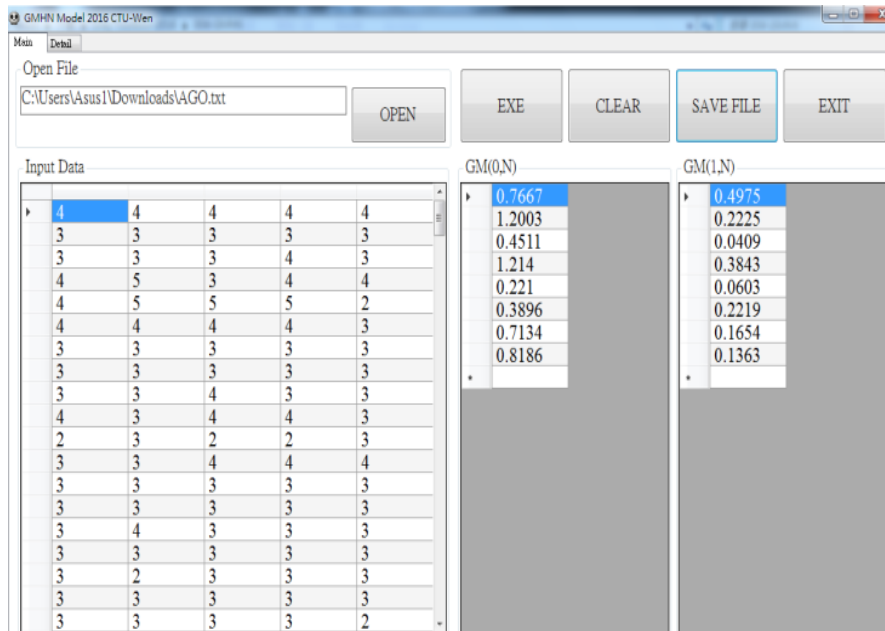 GMHN Model 2016 CTU-Wen
Main Detail
Open File
C:\Users\Asus1\Downloads\AGO.txt
OPEN
EXE
CLEAR
SAVE FILE
EXIT
Input Data
4 4 4 4 4
3 3 3 3 3
3 3 3 4 3
4 5 3 4 4
4 5 5 5 2
4 4 4 4 3
3 3 3 3 3
3 3 3 3 3
3 3 4 3 3
4 3 4 4 3
2 3 2 2 3
3 3 4 4 4
3 3 3 3 3
3 3 3 3 3
3 4 3 3 3
3 3 3 3 3
3 2 3 3 3
3 3 3 3 3
3 3 3 3 2
GM(0,N)
0.7667
1.2003
0.4511
1.214
0.221
0.3896
0.7134
0.8186
GM(1,N)
0.4975
0.2225
0.0409
0.3843
0.0603
0.2219
0.1654
0.1363